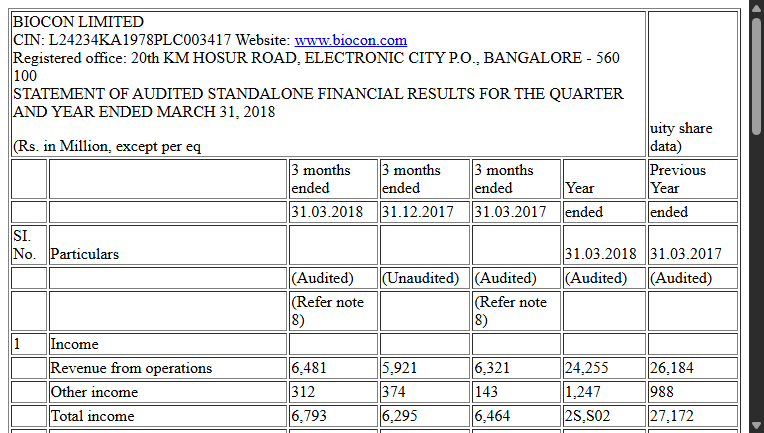 BIOCON LIMITED
CIN: L24234KA1978PLC003417 Website: www.biocon.com
Registered office: 20th KM HOSUR ROAD, ELECTRONIC CITY P.O., BANGALORE - 560
100
STATEMENT OF AUDITED STANDALONE FINANCIAL RESULTS FOR THE QUARTER
AND YEAR ENDED MARCH 31, 2018
(Rs. in Million, except per eq
uity share
data)
3 months ended 3 months ended 3 months ended Year Previous Year
31.03.2018 31.12.2017 31.03.2017 ended ended
SI. No. Particulars 31.03.2018 31.03.2017
(Audited) (Unaudited) (Audited) (Audited) (Audited)
(Refer note 8) (Refer note 8)
1 Income
Revenue from operations 6,481 5,921 6,321 24,255 26,184
Other income 312 374 143 1,247 988
Total income 6,793 6,295 6,464 2S,S02 27,172